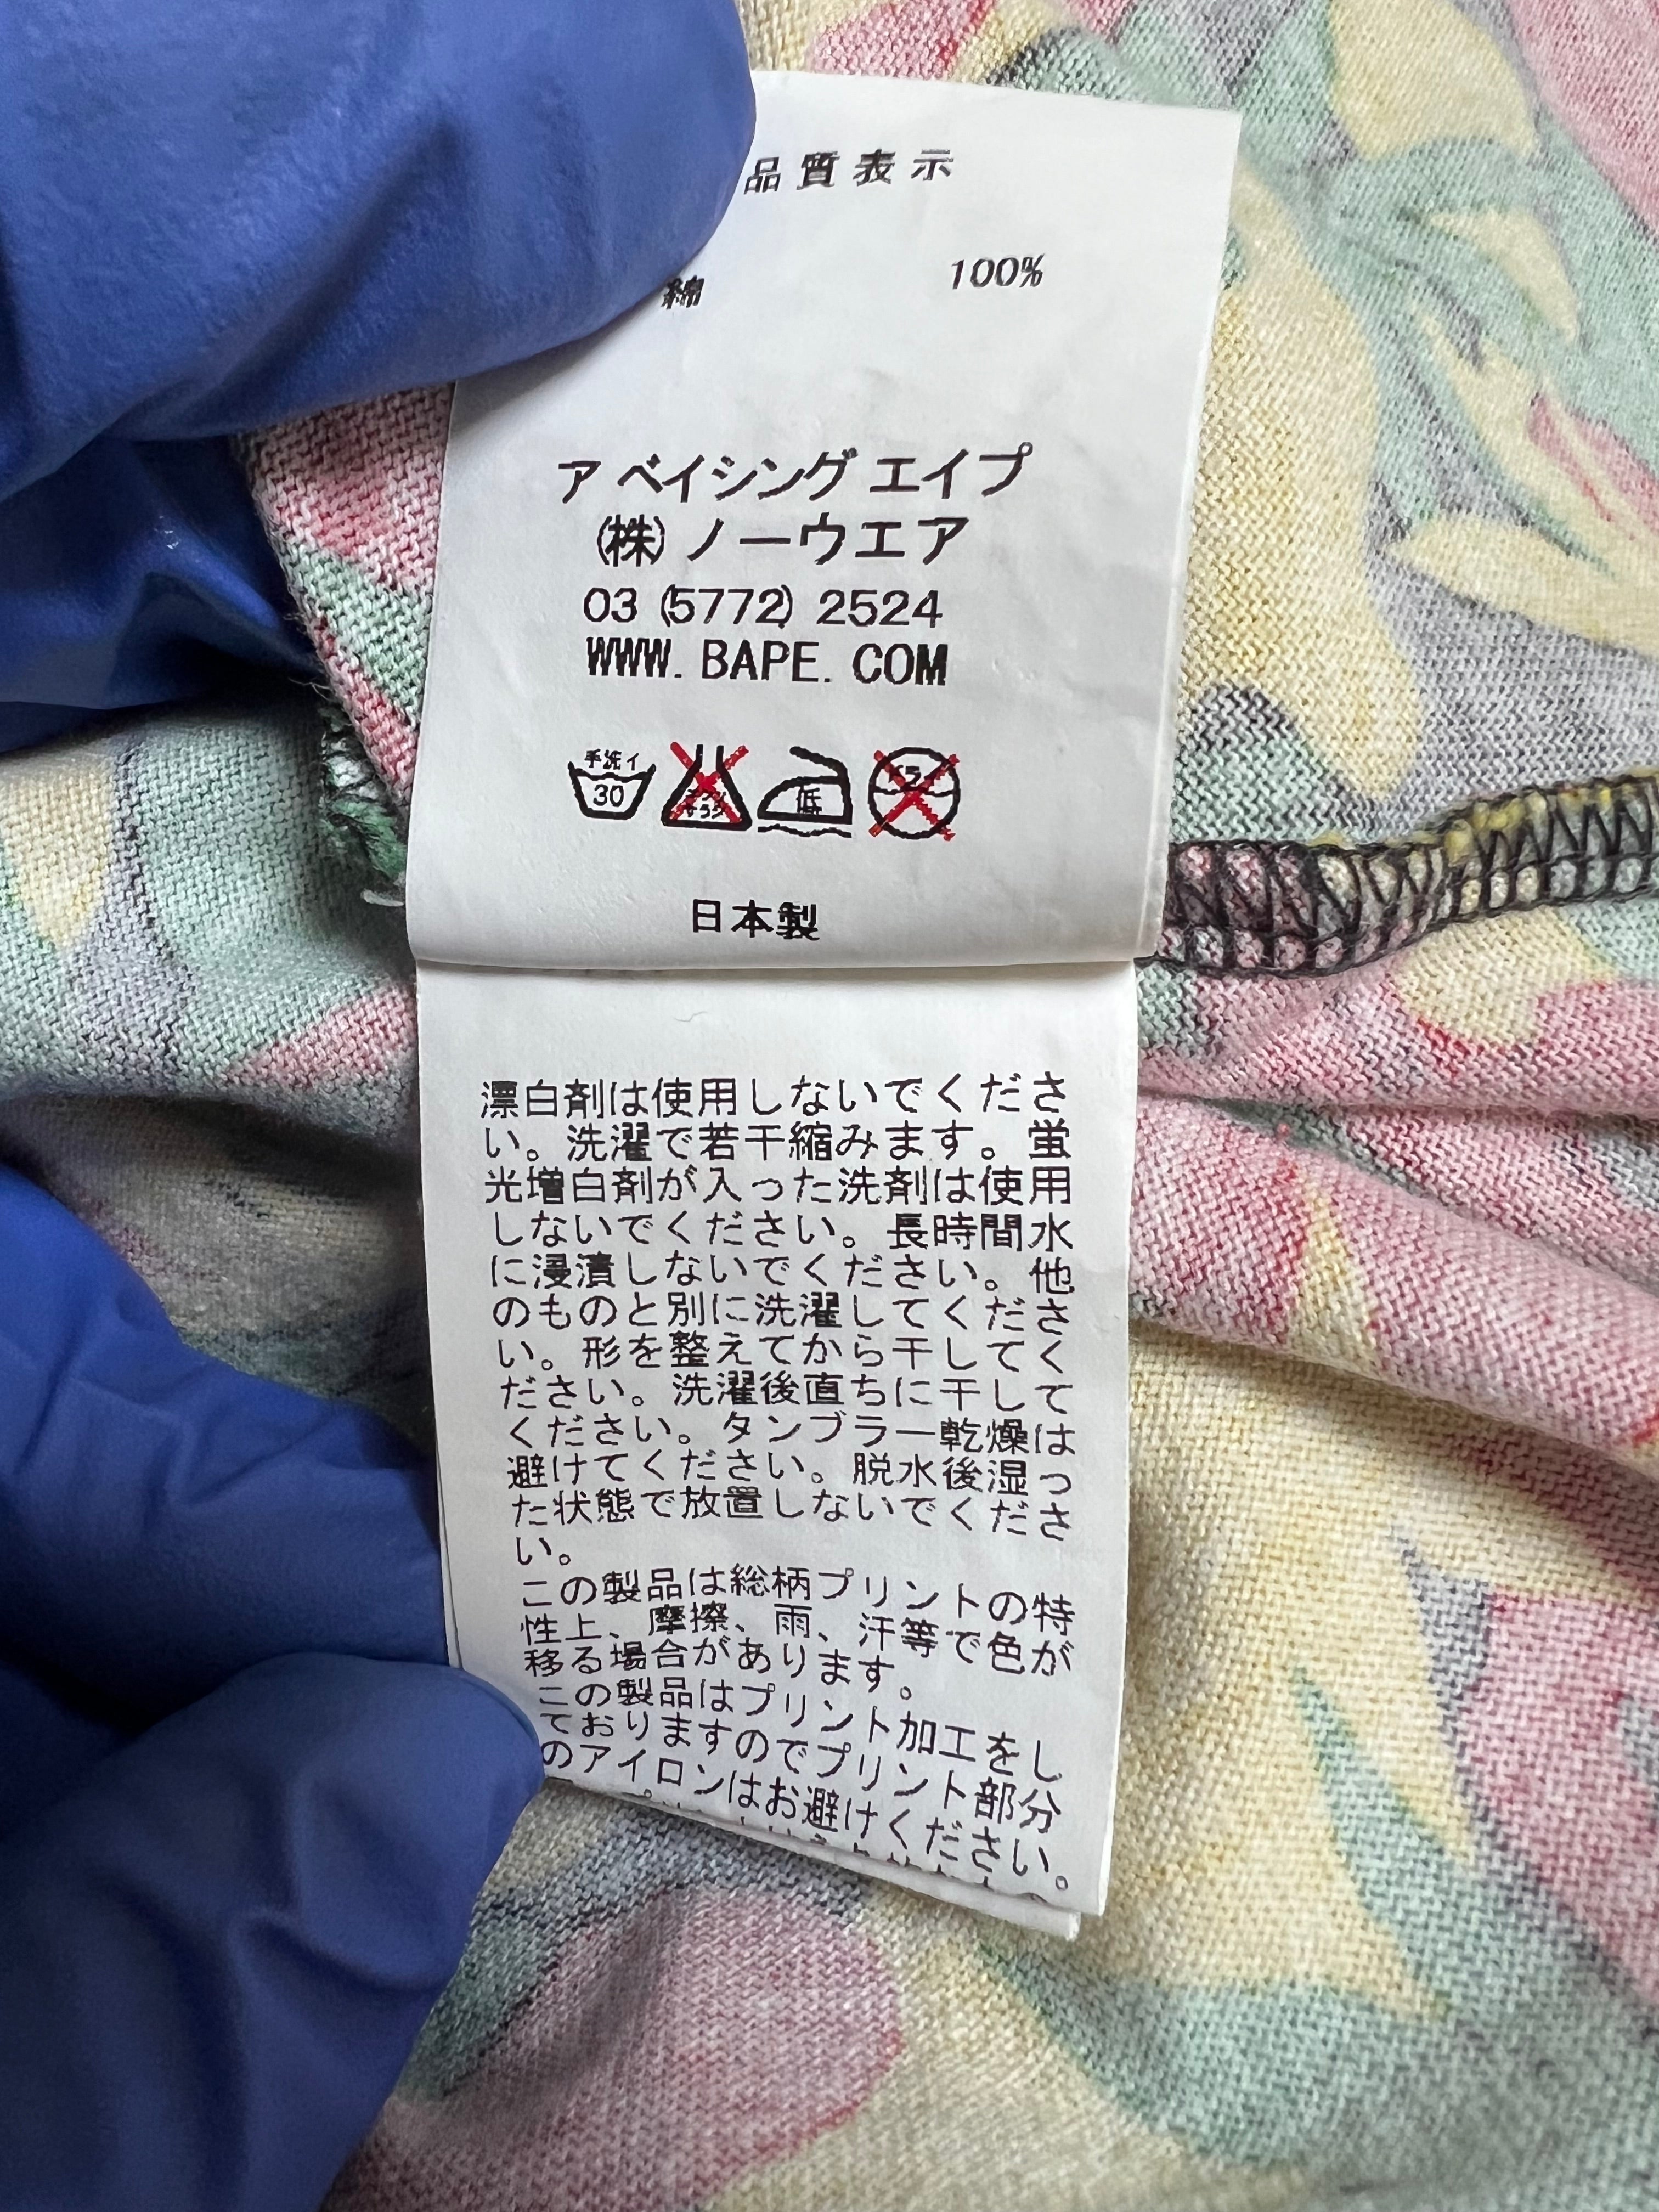 品質表示
綿 100%
ア ベイシング エイプ
(株) ノーウエア
03 (5772) 2524
WWW. BAPE. COM
手洗イ
30
低
日本製
漂白剤は使用しないでくださ
い。洗濯で若干縮みます。蛍
光増白剤が入った洗剤は使用
しないでください。長時間水
に浸漬しないでください。他
のものと別に洗濯してくださ
い。形を整えてから干してく
ださい。洗濯後直ちに干して
ください。タンブラー乾燥は
避けてください。脱水後湿っ
た状態で放置しないでくださ
い。
この製品は総柄プリントの特
性上、摩擦、雨、汗等で色が
移る場合があります。
この製品はプリント加工をし
ておりますのでプリント部分
のアイロンはお避けください。